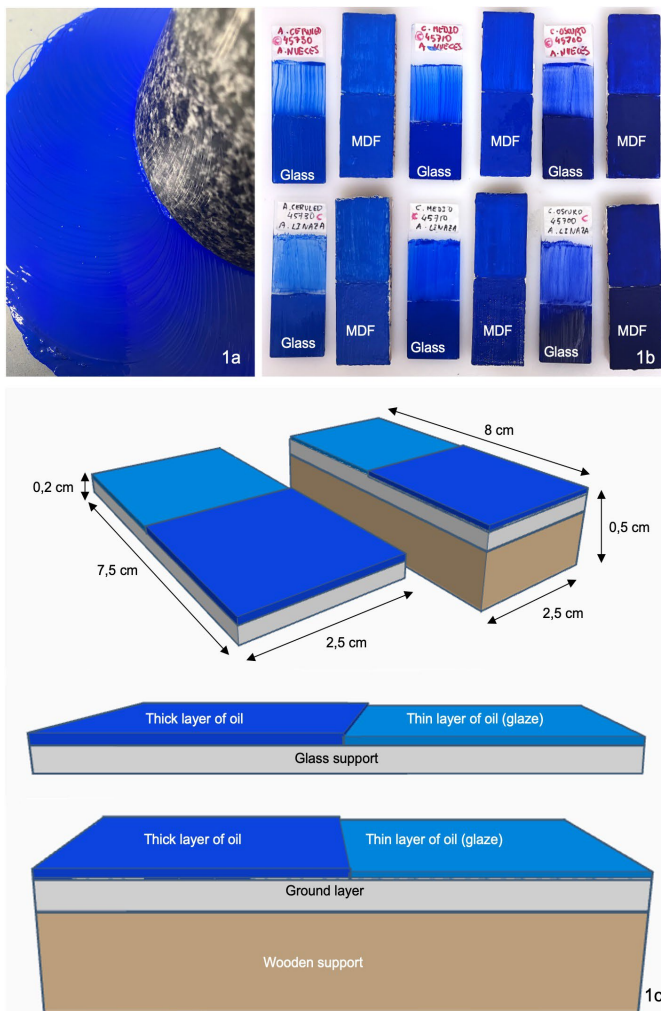 1a
A. CERULEO
© 45730
A. NUECES
Glass
MDF
C. MEDIO
© 45710
A. NUECES
Glass
MDF
C. OSCURO
© 45700
A. NUECES
Glass
MDF
A. CERULEO
45730 C
A. LINAZA
Glass
MDF
C. MEDIO
C 45710
A. LINAZA
Glass
MDF
C. OSCURO
45700 C
A. LINAZA
Glass
MDF
1b
0,2 cm
7,5 cm
2,5 cm
8 cm
0,5 cm
2,5 cm
Thick layer of oil
Thin layer of oil (glaze)
Glass support
Thick layer of oil
Thin layer of oil (glaze)
Ground layer
Wooden support
1c